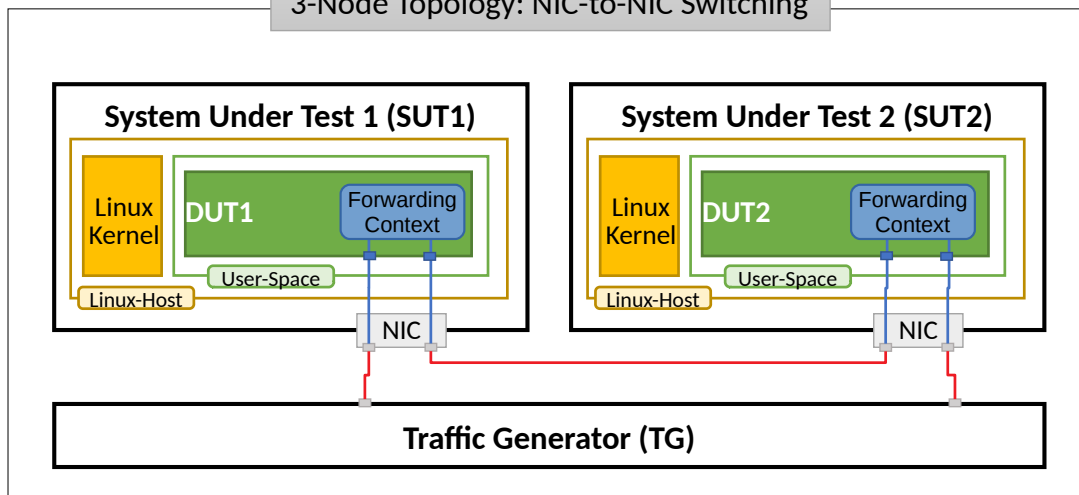 3-Node Topology: NIC-to-NIC Switching
System Under Test 1 (SUT1)
Linux
Kernel
DUT1
Forwarding
Context
User-Space
Linux-Host
NIC
System Under Test 2 (SUT2)
Linux
Kernel
DUT2
Forwarding
Context
User-Space
Linux-Host
NIC
Traffic Generator (TG)